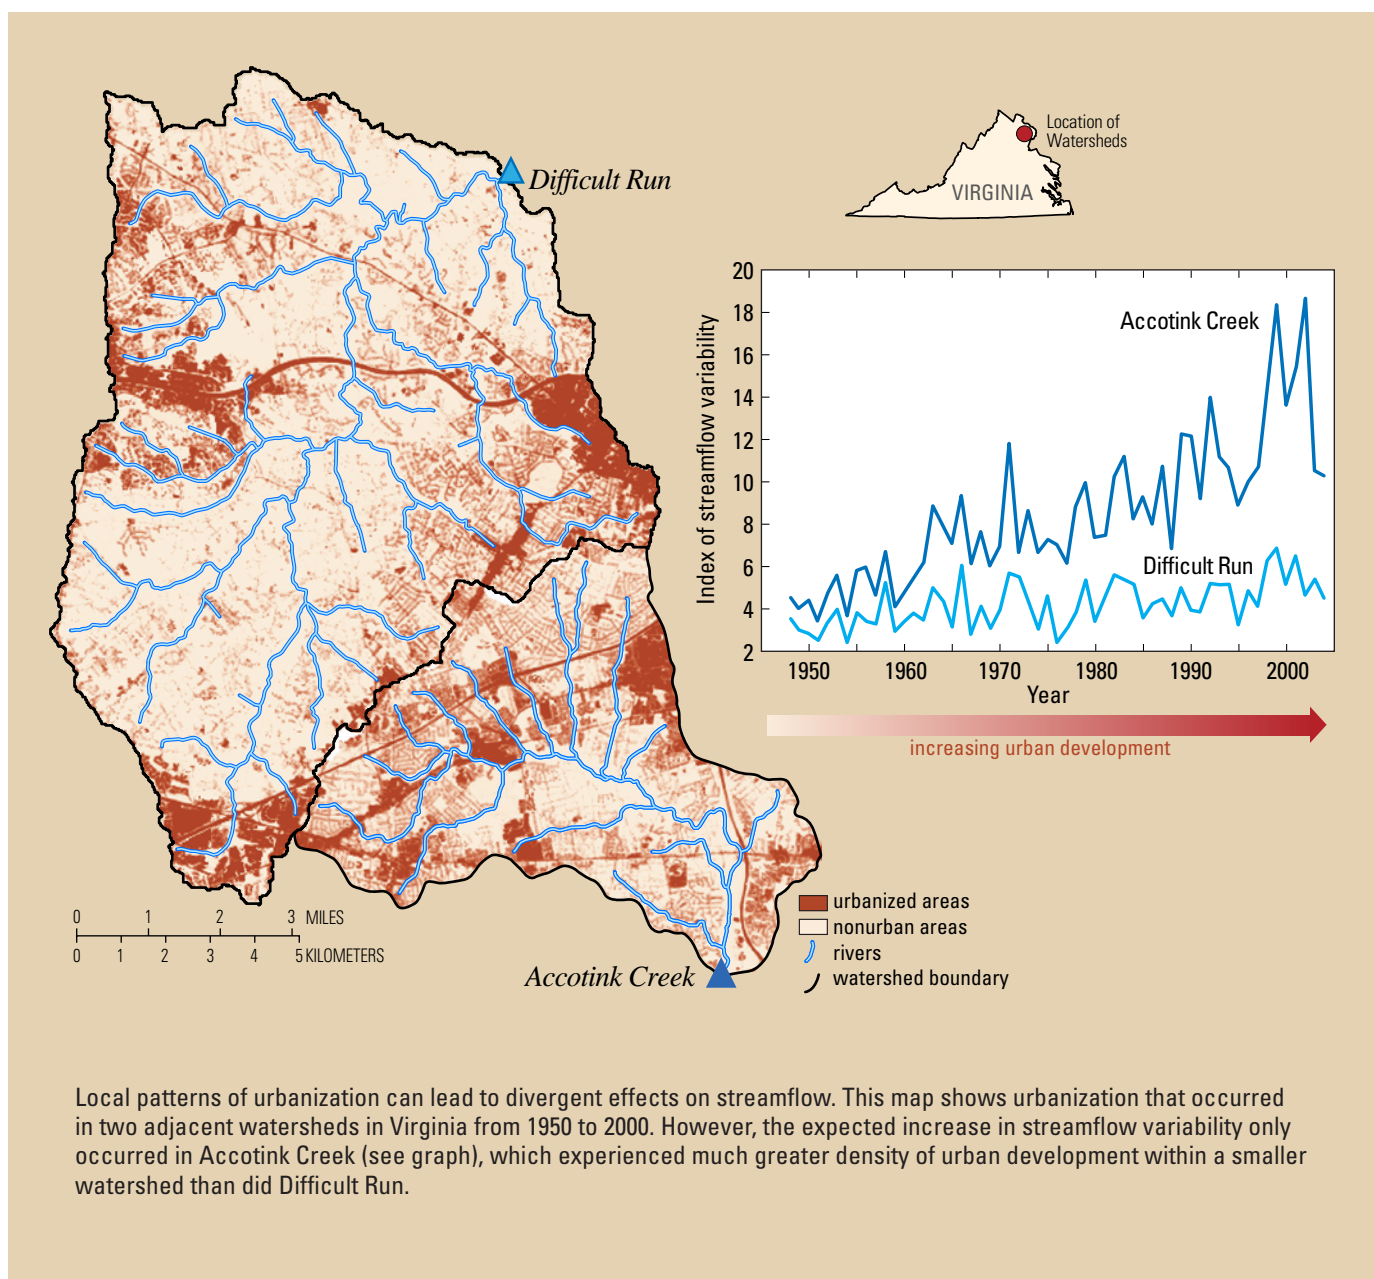 Difficult Run
Location of
Watersheds
VIRGINIA
Index of streamflow variability
20
18
16
14
12
10
8
6
4
2
Accotink Creek
Difficult Run
1950 1960 1970 1980 1990 2000
Year
increasing urban development
0 1 2 3 MILES
0 1 2 3 4 5 KILOMETERS
Accotink Creek
urbanized areas
nonurban areas
rivers
watershed boundary
Local patterns of urbanization can lead to divergent effects on streamflow. This map shows urbanization that occurred
in two adjacent watersheds in Virginia from 1950 to 2000. However, the expected increase in streamflow variability only
occurred in Accotink Creek (see graph), which experienced much greater density of urban development within a smaller
watershed than did Difficult Run.